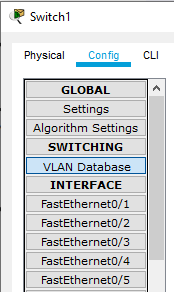 Switch1
Physical Config CLI
GLOBAL
Settings
Algorithm Settings
SWITCHING
VLAN Database
INTERFACE
FastEthernet0/1
FastEthernet0/2
FastEthernet0/3
FastEthernet0/4
FastEthernet0/5